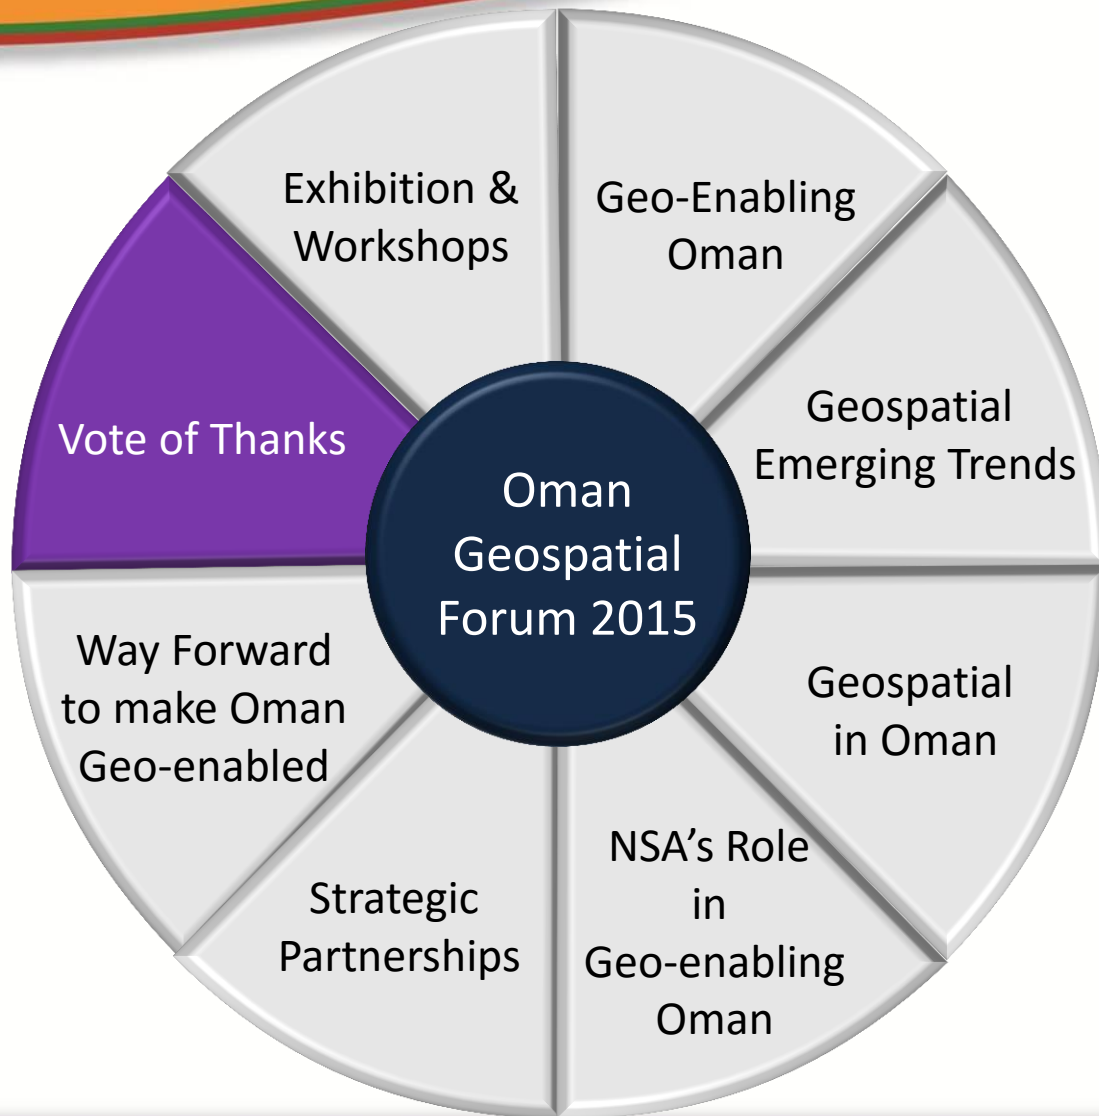 Exhibition &
Workshops
Geo-Enabling
Oman
Geospatial
Emerging Trends
Vote of Thanks
Oman
Geospatial
Forum 2015
Way Forward
to make Oman
Geo-enabled
Geospatial
in Oman
NSA’s Role
in
Geo-enabling
Oman
Strategic
Partnerships